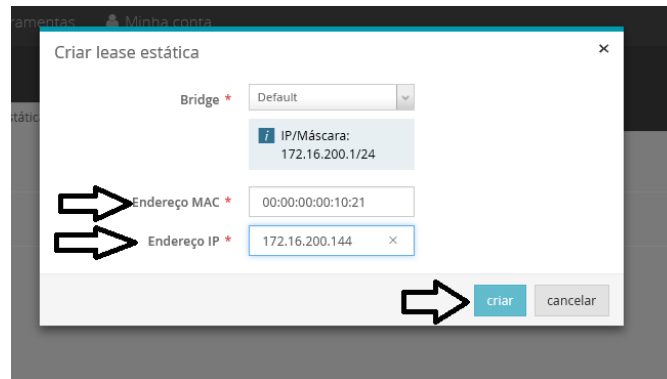 ramentas Minha conta
Criar lease estática ×
Bridge * Default
i IP/Máscara:
172.16.200.1/24
státic
Endereço MAC * 00:00:00:00:10:21
Endereço IP * 172.16.200.144 ×
criar cancelar